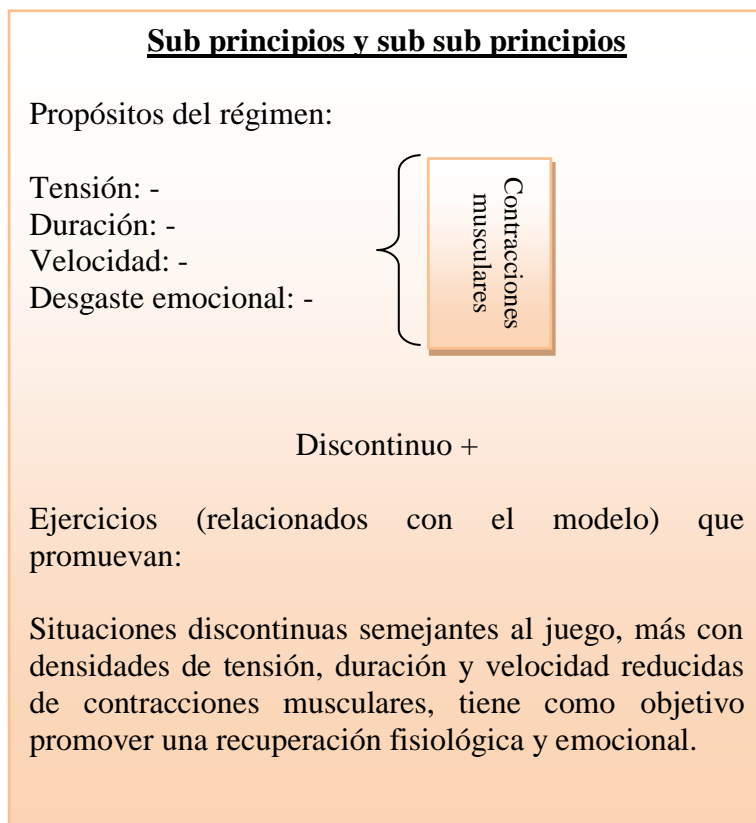 Sub principios y sub sub principios
Propósitos del régimen:
Tensión: -
Duración: -
Velocidad: -
Desgaste emocional: -
Contracciones
musculares
Discontinuo +
Ejercicios (relacionados con el modelo) que
promuevan:
Situaciones discontinuas semejantes al juego, más con
densidades de tensión, duración y velocidad reducidas
de contracciones musculares, tiene como objetivo
promover una recuperación fisiológica y emocional.